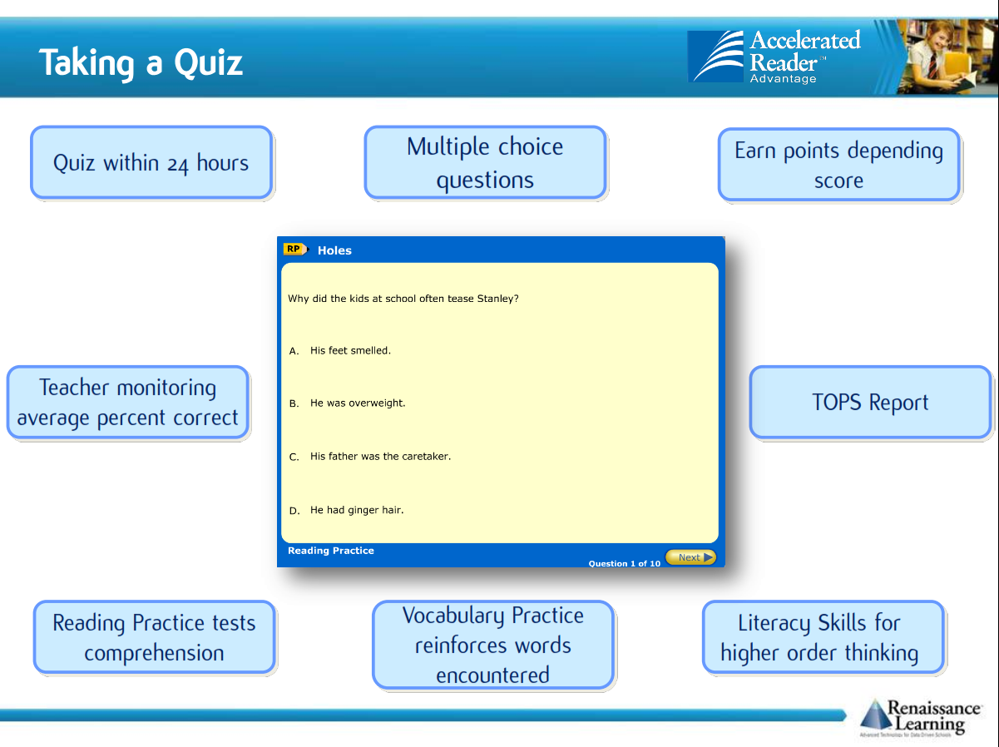 Taking a Quiz
Accelerated
Reader™
Advantage
Quiz within 24 hours
Multiple choice
questions
Earn points depending
score
RP
Holes
Why did the kids at school often tease Stanley?
A. His feet smelled.
B. He was overweight.
C. His father was the caretaker.
D. He had ginger hair.
Reading Practice
Question 1 of 10
Next
Teacher monitoring
average percent correct
TOPS Report
Reading Practice tests
comprehension
Vocabulary Practice
reinforces words
encountered
Literacy Skills for
higher order thinking
Renaissance
Learning
Advanced Technology for Data-Driven Schools